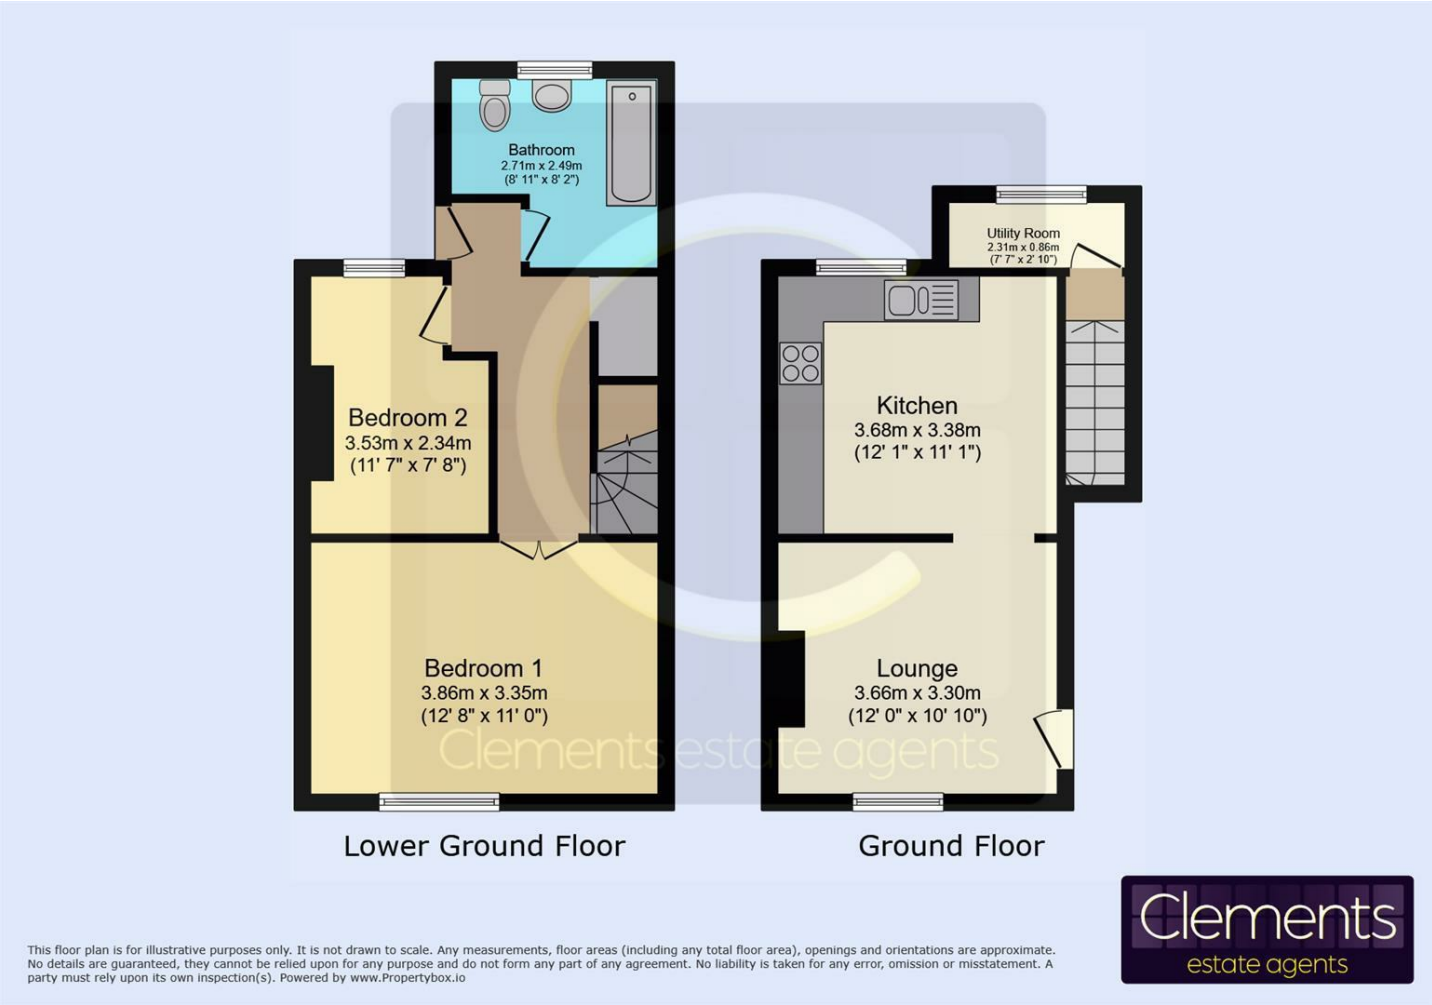 Bathroom
2.71m x 2.49m
(8' 11" x 8' 2")
Utility Room
2.31m x 0.86m
(7' 7" x 2' 10")
Bedroom 2
3.53m x 2.34m
(11' 7" x 7' 8")
Kitchen
3.68m x 3.38m
(12' 1" x 11' 1")
Bedroom 1
3.86m x 3.35m
(12' 8" x 11' 0")
Lounge
3.66m x 3.30m
(12' 0" x 10' 10")
Clements estate agents
Lower Ground Floor
Ground Floor
Clements
estate agents
This floor plan is for illustrative purposes only. It is not drawn to scale. Any measurements, floor areas (including any total floor area), openings and orientations are approximate.
No details are guaranteed, they cannot be relied upon for any purpose and do not form any part of any agreement. No liability is taken for any error, omission or misstatement. A
party must rely upon its own inspection(s). Powered by www.Propertybox.io